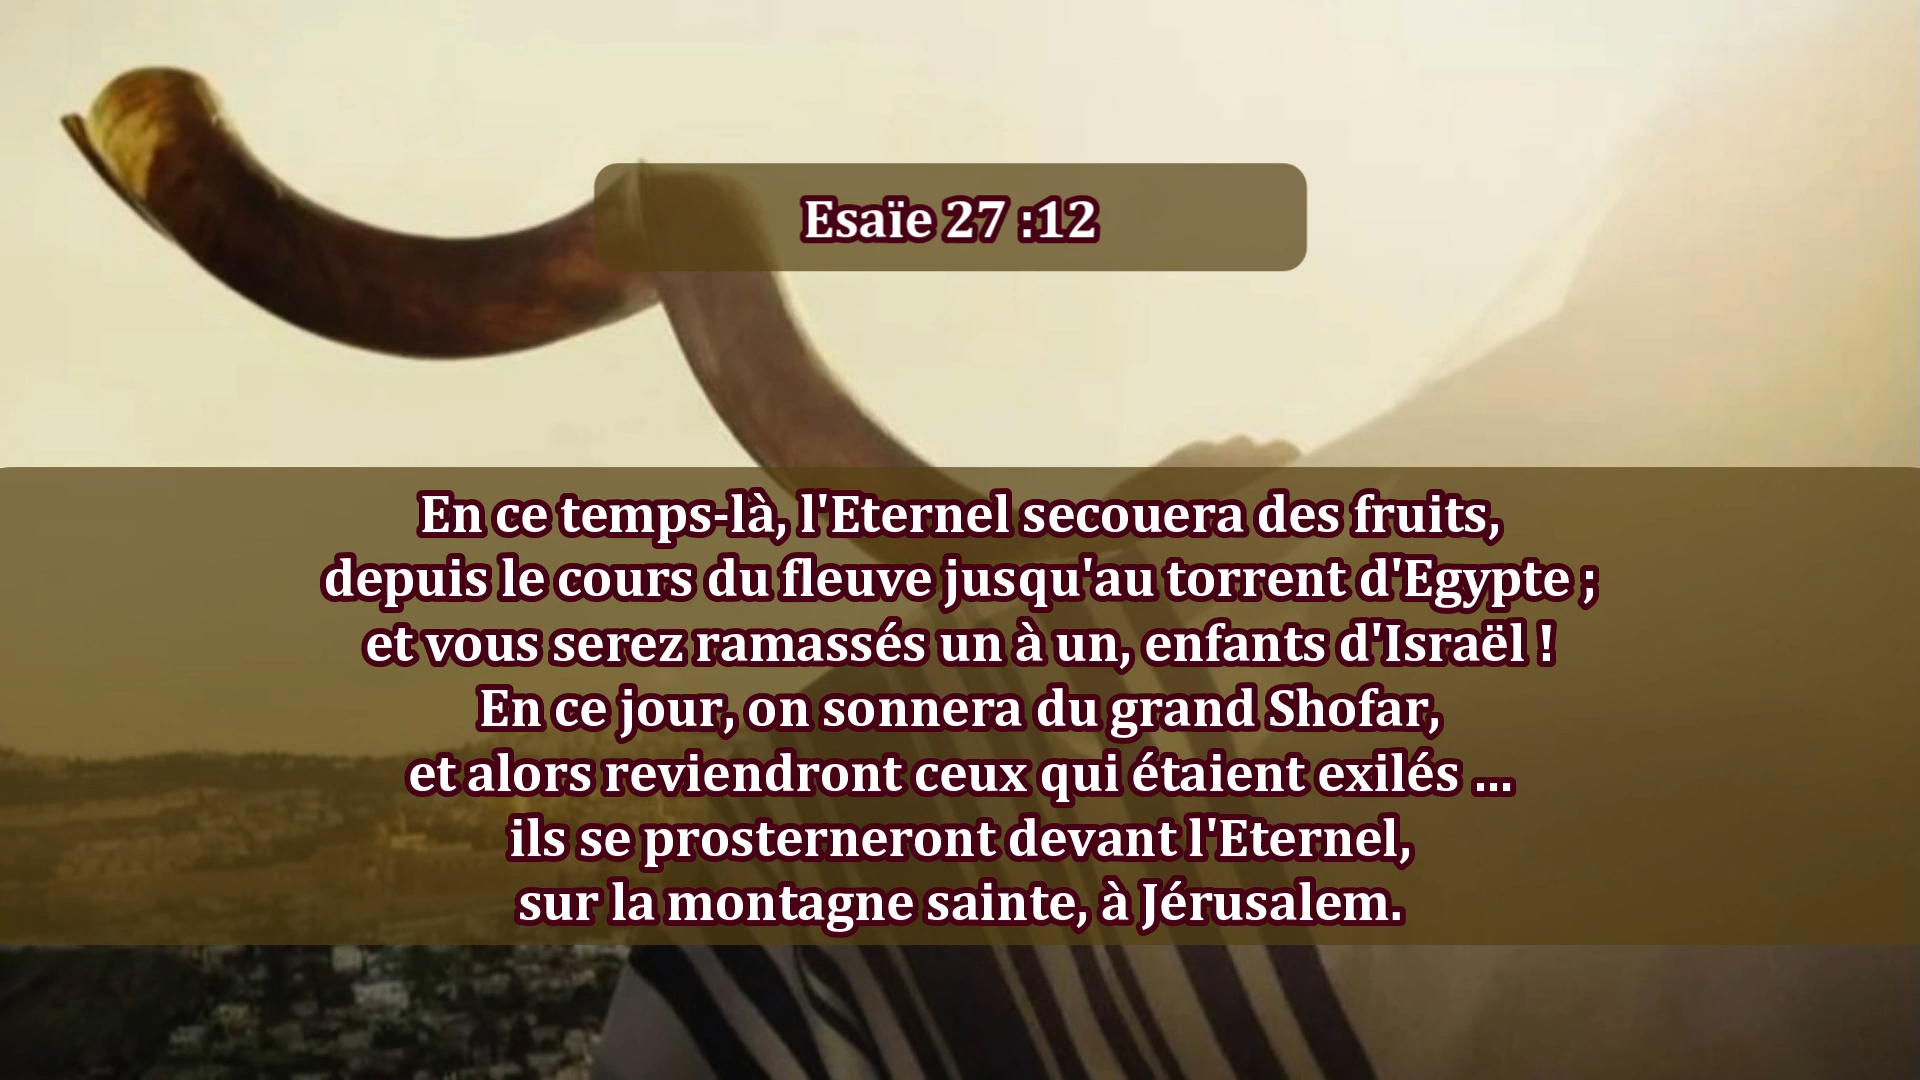 Esaïe 27 :12
En ce temps-là, l'Eternel secouera des fruits,
depuis le cours du fleuve jusqu'au torrent d'Egypte ;
et vous serez ramassés un à un, enfants d'Israël !
En ce jour, on sonnera du grand Shofar,
et alors reviendront ceux qui étaient exilés ...
ils se prosterneront devant l'Eternel,
sur la montagne sainte, à Jérusalem.